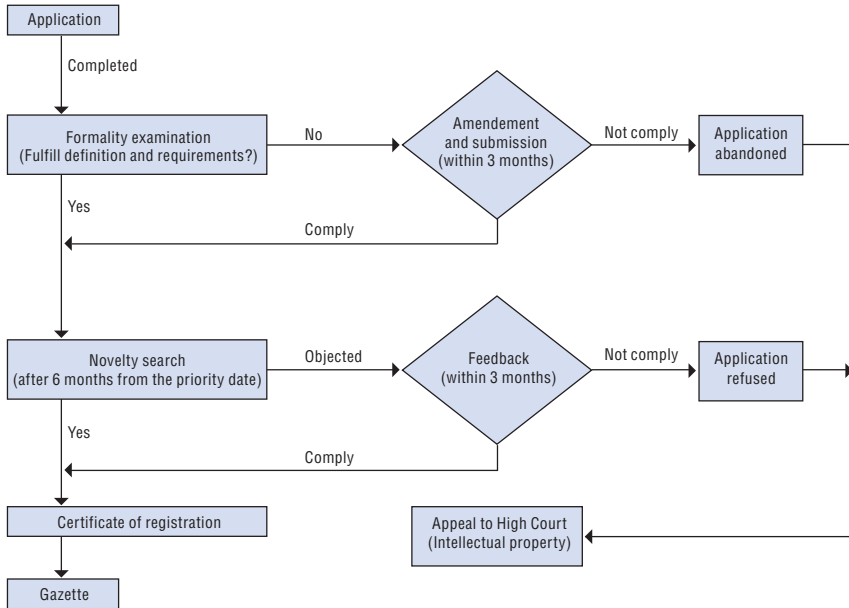 Application
Completed
Formality examination
(Fulfill definition and requirements?)
No
Amendement
and submission
(within 3 months)
Not comply
Application
abandoned
Yes
Comply
Novelty search
(after 6 months from the priority date)
Objected
Feedback
(within 3 months)
Not comply
Application
refused
Yes
Comply
Certificate of registration
Appeal to High Court
(Intellectual property)
Gazette